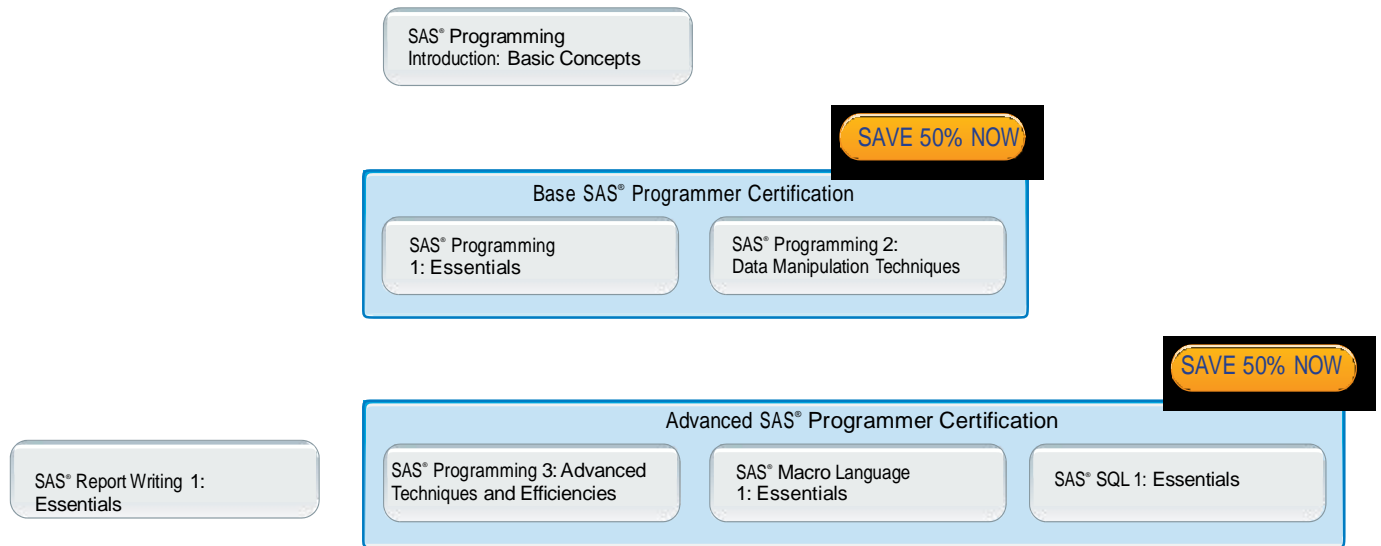 SAS® Programming
Introduction: Basic Concepts
SAVE 50% NOW
Base SAS® Programmer Certification
SAS® Programming
1: Essentials
SAS® Programming 2:
Data Manipulation Techniques
SAVE 50% NOW
Advanced SAS® Programmer Certification
SAS® Report Writing 1:
Essentials
SAS® Programming 3: Advanced
Techniques and Efficiencies
SAS® Macro Language
1: Essentials
SAS® SQL 1: Essentials